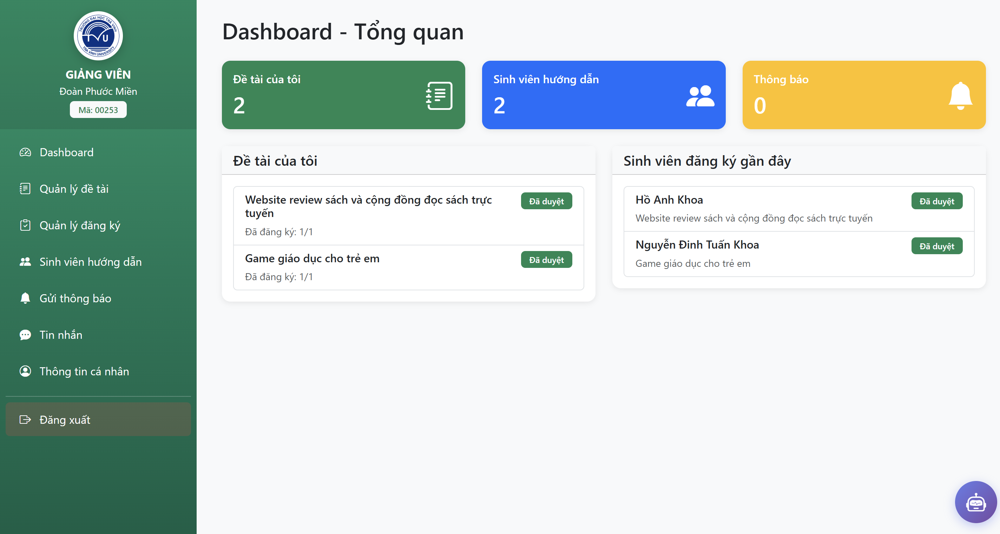 TRƯỜNG ĐẠI HỌC TRÀ VINH
TVU
TRA VINH UNIVERSITY
GIẢNG VIÊN
Đoàn Phước Miền
Mã: 00253
Dashboard
Quản lý đề tài
Quản lý đăng ký
Sinh viên hướng dẫn
Gửi thông báo
Tin nhắn
Thông tin cá nhân
Đăng xuất
Dashboard - Tổng quan
Đề tài của tôi
2
Sinh viên hướng dẫn
2
Thông báo
0
Đề tài của tôi
Website review sách và cộng đồng đọc sách trực
tuyến
Đã duyệt
Đã đăng ký: 1/1
Game giáo dục cho trẻ em
Đã duyệt
Đã đăng ký: 1/1
Sinh viên đăng ký gần đây
Hồ Anh Khoa
Đã duyệt
Website review sách và cộng đồng đọc sách trực tuyến
Nguyễn Đinh Tuấn Khoa
Đã duyệt
Game giáo dục cho trẻ em